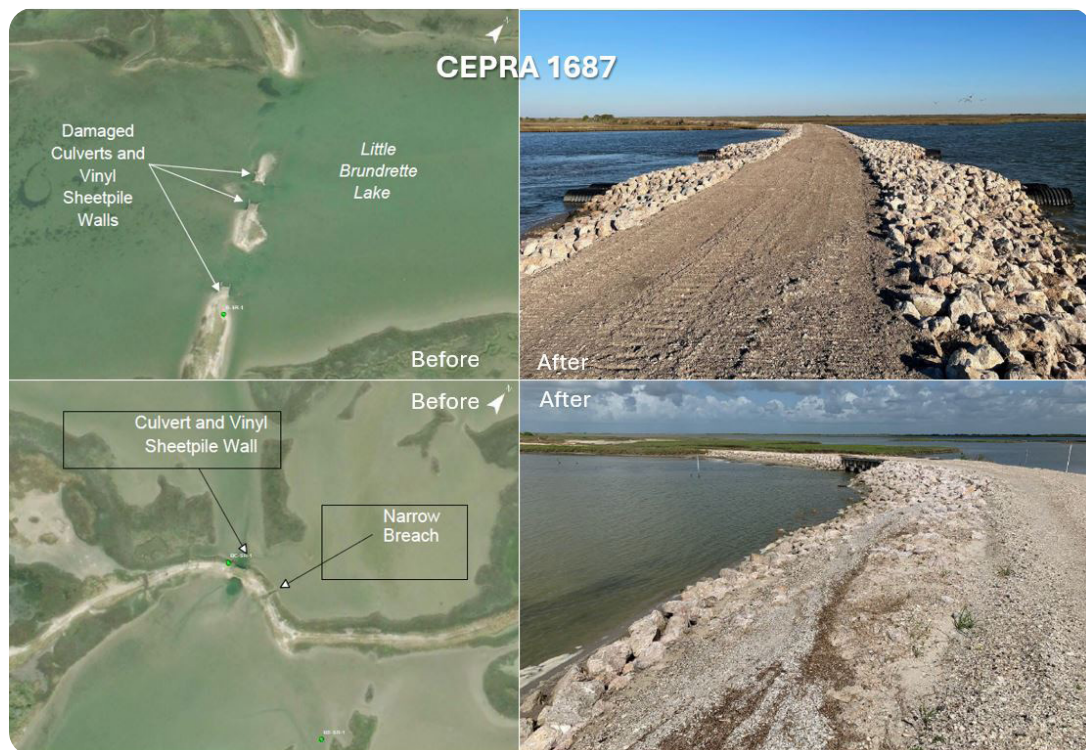 CEPRA 1687
Damaged
Culverts and
Vinyl
Sheetpile
Walls
Little
Brundrette
Lake
Before
After
Before
After
Culvert and Vinyl
Sheetpile Wall
Narrow
Breach